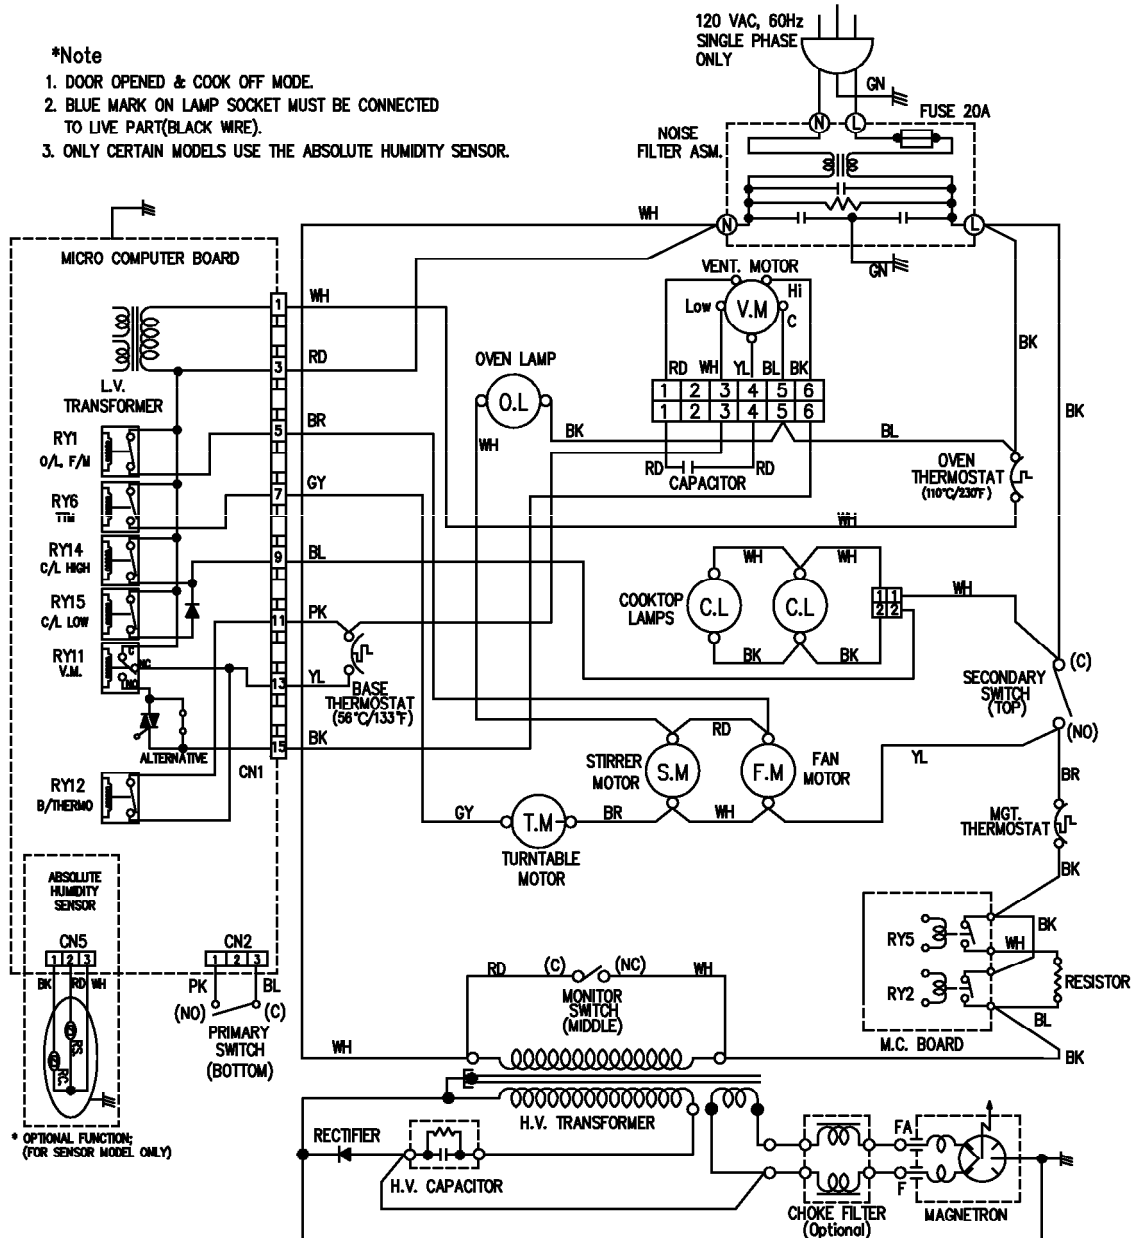 120 VAC, 60Hz
SINGLE PHASE
ONLY
*Note
1. DOOR OPENED & COOK OFF MODE.
2. BLUE MARK ON LAMP SOCKET MUST BE CONNECTED
TO LIVE PART(BLACK WIRE).
3. ONLY CERTAIN MODELS USE THE ABSOLUTE HUMIDITY SENSOR.
GN
N
L
FUSE 20A
NOISE
FILTER ASM.
WH
N
L
GN
MICRO COMPUTER BOARD
VENT. MOTOR
Hi
Low
V.M
C
1
WH
BK
3
RD
OVEN LAMP
RD WH YL BL BK
1 2 3 4 5 6
1 2 3 4 5 6
L.V.
TRANSFORMER
O.L
BK
5
BR
BK
BL
WH
RY1
O/L, F/M
OVEN
THERMOSTAT
(110°C/230°F)
RD
RD
CAPACITOR
7
GY
RY6
T/M
WH
RY14
C/L HIGH
9
BL
WH
WH
COOKTOP
LAMPS
C.L
C.L
1 1
2 2
WH
RY15
C/L LOW
11
PK
BK
BK
RY11
V.M.
C
NC
NO
13
YL
BASE
THERMOSTAT
(56°C/133°F)
(C)
SECONDARY
SWITCH
(TOP)
(NO)
15
BK
ALTERNATIVE
CN1
RD
STIRRER
MOTOR
S.M
F.M
FAN
MOTOR
YL
BR
RY12
B/THERMO
GY
T.M
BR
WH
MGT.
THERMOSTAT
TURNTABLE
MOTOR
BK
ABSOLUTE
HUMIDITY
SENSOR
CN5
1 2 3
BK RD WH
CN2
1 2 3
PK
BL
(NO)
(C)
PRIMARY
SWITCH
(BOTTOM)
RS.
RC.
RY5
BK
WH
RY2
RESISTOR
BL
M.C. BOARD
BK
RD
(C)
(NC)
WH
MONITOR
SWITCH
(MIDDLE)
WH
H.V. TRANSFORMER
* OPTIONAL FUNCTION;
(FOR SENSOR MODEL ONLY)
RECTIFIER
H.V. CAPACITOR
FA
F
CHOKE FILTER
(Optional)
MAGNETRON